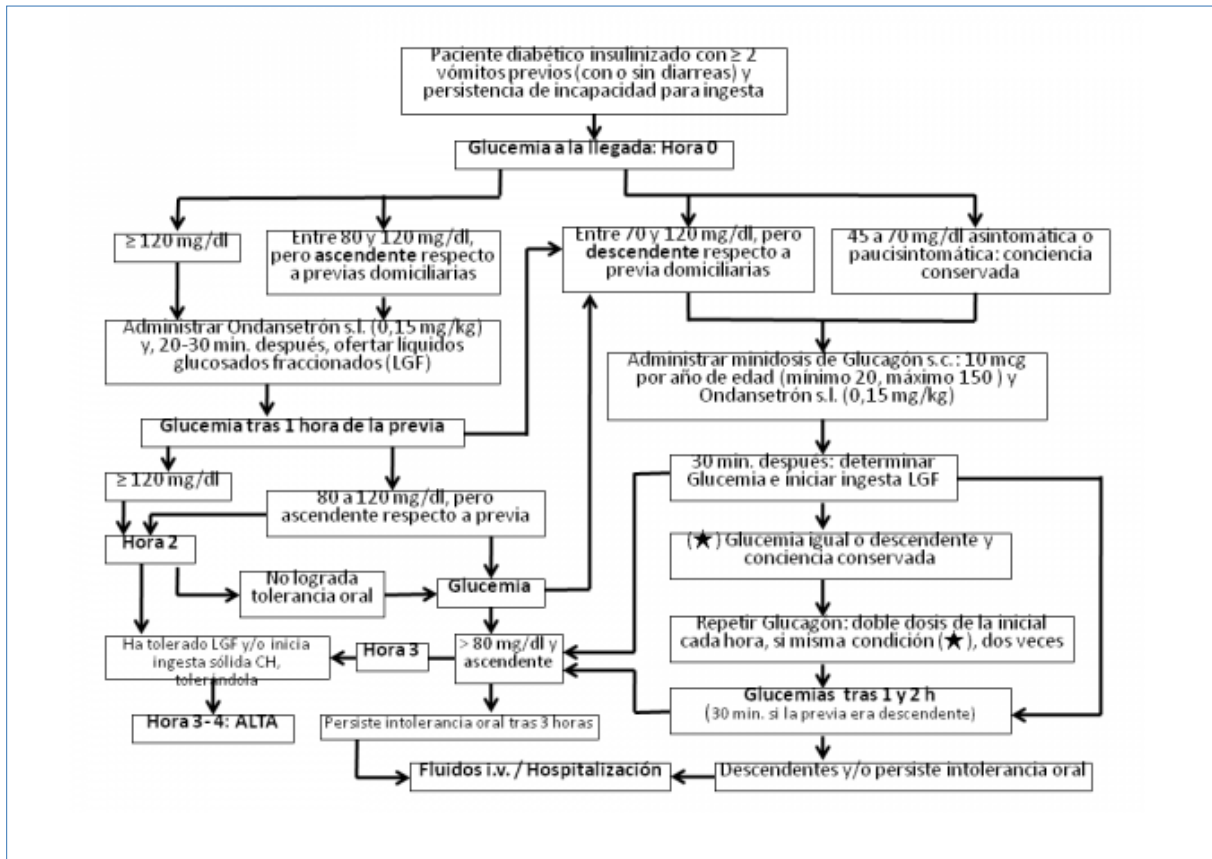 Paciente diabético insulinizado con ≥ 2
vómitos previos (con o sin diarreas) y
persistencia de incapacidad para ingesta
Glucemia a la llegada: Hora 0
≥ 120 mg/dl
Entre 80 y 120 mg/dl,
pero ascendente respecto
a previas domiciliarias
Entre 70 y 120 mg/dl, pero
descendente respecto a
previa domiciliarias
45 a 70 mg/dl asintomática o
paucisintomática: conciencia
conservada
Administrar Ondansetrón s.l. (0,15 mg/kg)
y, 20-30 min. después, ofertar líquidos
glucosados fraccionados (LGF)
Administrar minidosis de Glucagón s.c.: 10 mcg
por año de edad (mínimo 20, máximo 150 ) y
Ondansetrón s.l. (0,15 mg/kg)
Glucemia tras 1 hora de la previa
≥ 120 mg/dl
80 a 120 mg/dl, pero
ascendente respecto a previa
30 min. después: determinar
Glucemia e iniciar ingesta LGF
Hora 2
(★) Glucemia igual o descendente y
conciencia conservada
No lograda
tolerancia oral
Glucemia
Repetir Glucagón: doble dosis de la inicial
cada hora, si misma condición (★), dos veces
Ha tolerado LGF y/o inicia
ingesta sólida CH,
tolerándola
Hora 3
> 80 mg/dl y
ascendente
Glucemias tras 1 y 2 h
(30 min. si la previa era descendente)
Hora 3- 4: ALTA
Persiste intolerancia oral tras 3 horas
Fluidos i.v. / Hospitalización
Descendentes y/o persiste intolerancia oral